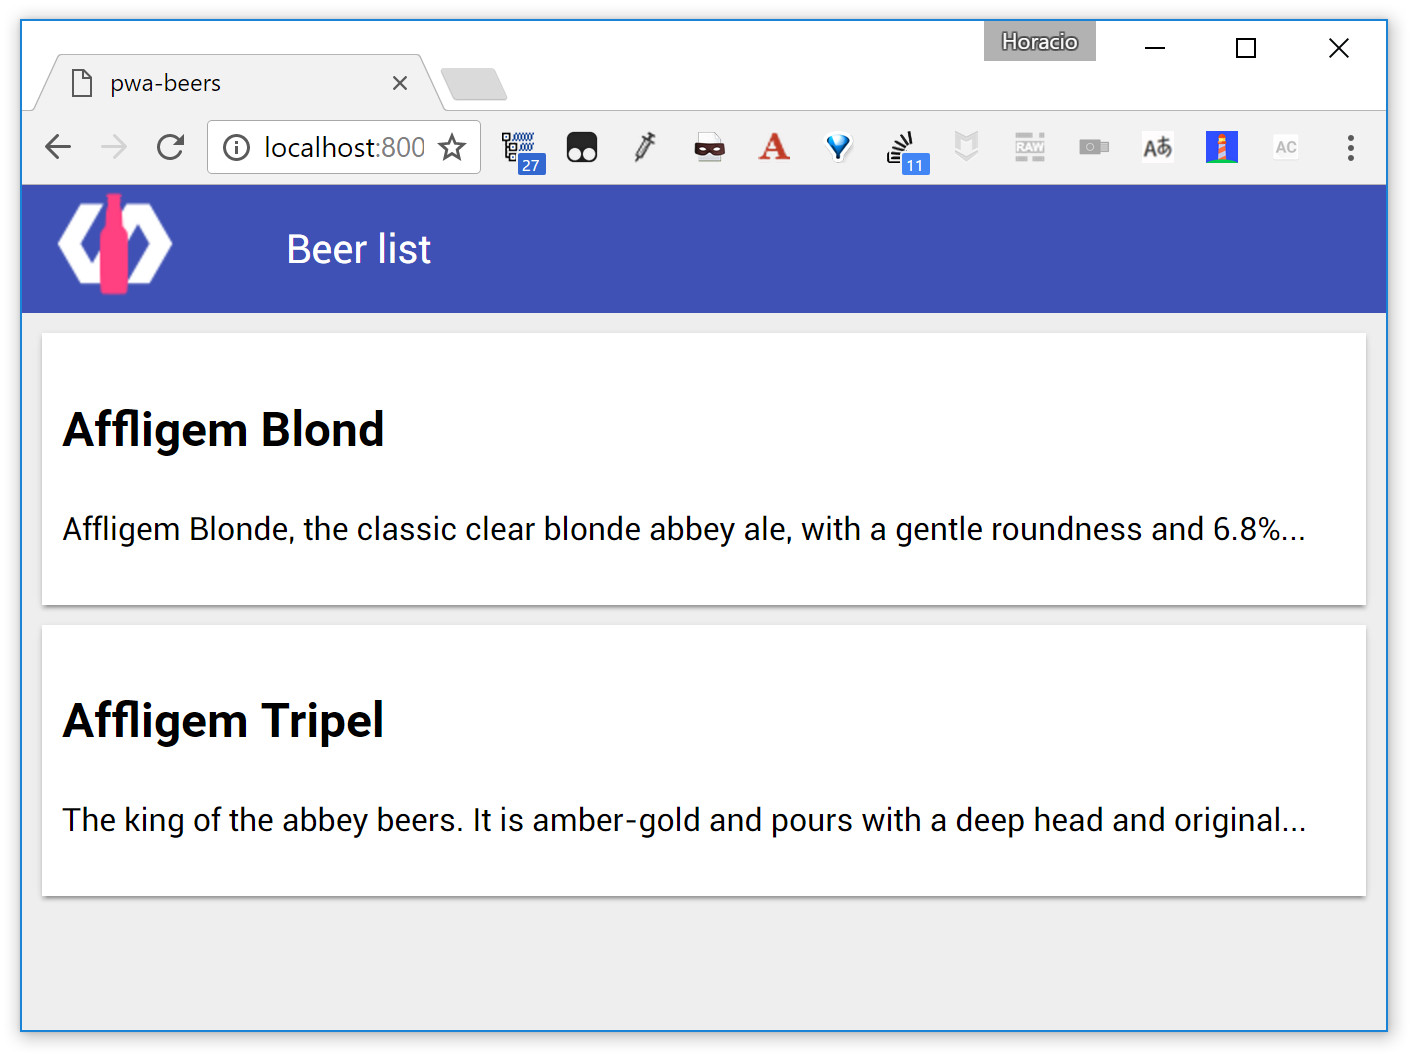 Horacio
pwa-beers
localhost:800
27
11
RAW
Aあ
AC
Beer list
Affligem Blond
Affligem Blonde, the classic clear blonde abbey ale, with a gentle roundness and 6.8%...
Affligem Tripel
The king of the abbey beers. It is amber-gold and pours with a deep head and original...